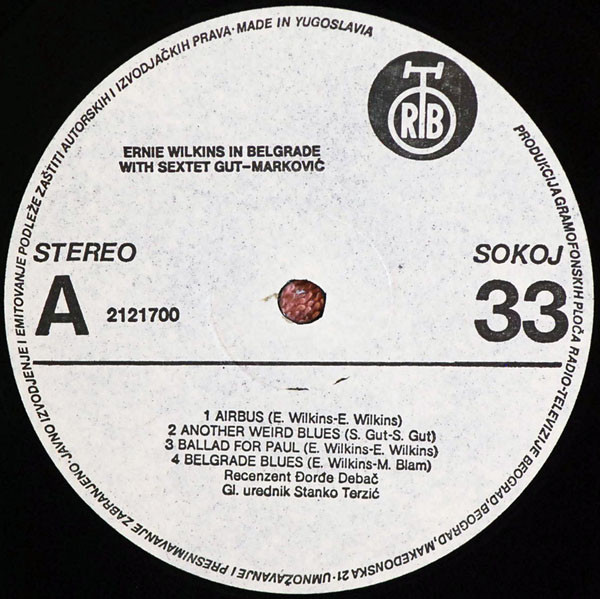 PRODUKCIJA GRAMOFONSKIH PLOČA RADIO-TELEVIZIJE BEOGRAD, BEOGRAD, MAKEDONSKA 21 · UMNOŽAVANJE I PRESNIMAVANJE ZABRANJENO · JAVNO IZVODJENJE I EMITOVANJE PODLEŽE ZAŠTITI AUTORSKIH I IZVODJAČKIH PRAVA · MADE IN YUGOSLAVIA
RTB
ERNIE WILKINS IN BELGRADE
WITH SEXTET GUT-MARKOVIĆ
STEREO
SOKOJ
A
2121700
33
1 AIRBUS (E. Wilkins-E. Wilkins)
2 ANOTHER WEIRD BLUES (S. Gut-S. Gut)
3 BALLAD FOR PAUL (E. Wilkins-E. Wilkins)
4 BELGRADE BLUES (E. Wilkins-M. Blam)
Recenzent Đorđe Debač
Gl. urednik Stanko Terzić